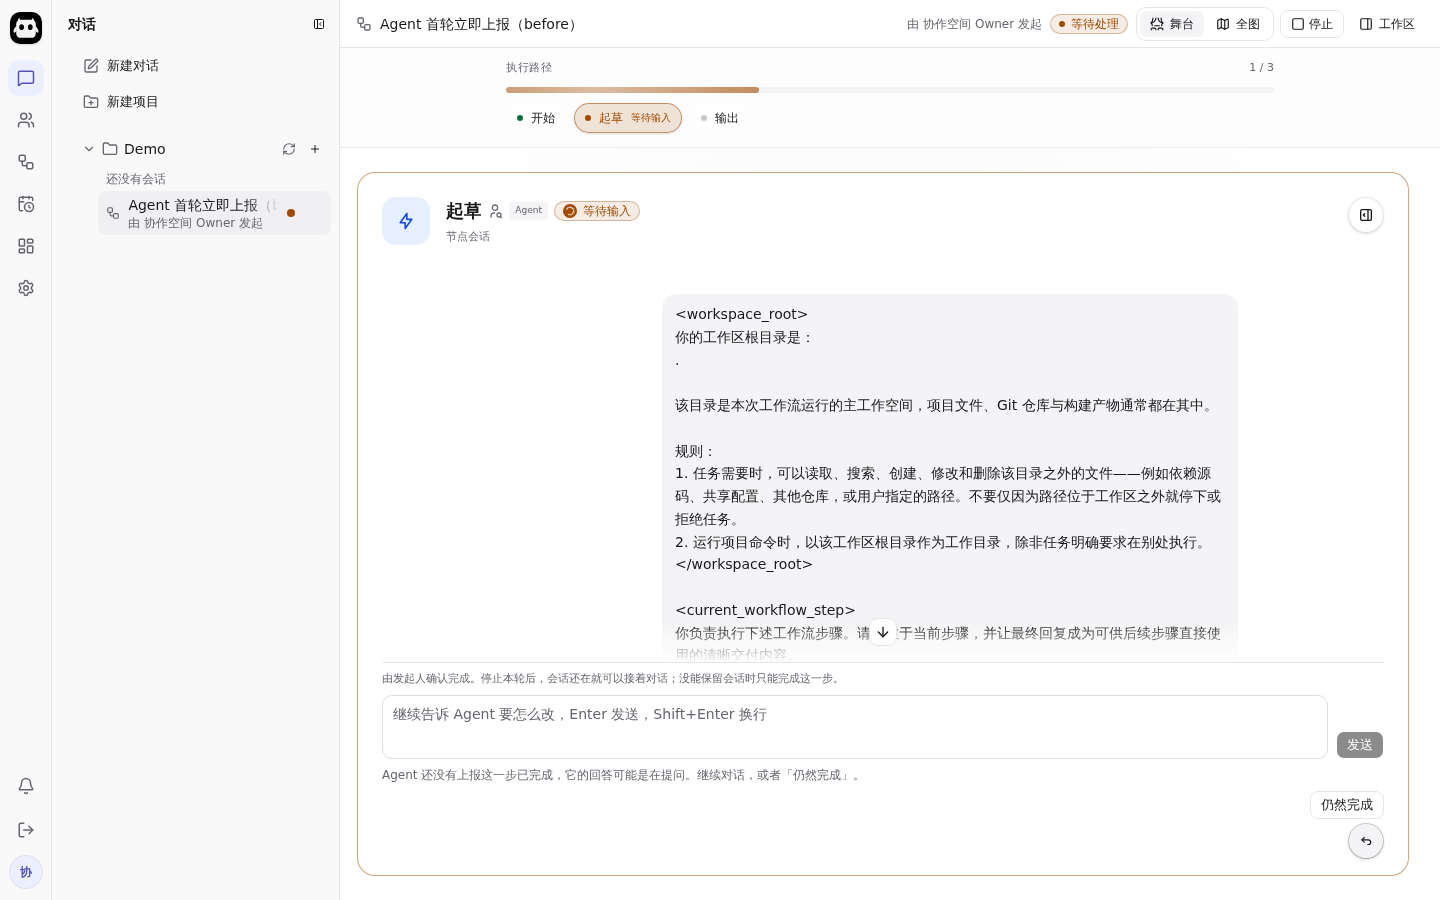 对话
新建对话
新建项目
Demo
还没有会话
Agent 首轮立即上报（b
由 协作空间 Owner 发起
协
Agent 首轮立即上报（before）
由 协作空间 Owner 发起
等待处理
舞台
全图
停止
工作区
执行路径
1 / 3
开始
起草 等待输入
输出
起草
Agent
等待输入
节点会话
<workspace_root>
你的工作区根目录是：
.
该目录是本次工作流运行的主工作空间，项目文件、Git 仓库与构建产物通常都在其中。
规则：
1. 任务需要时，可以读取、搜索、创建、修改和删除该目录之外的文件——例如依赖源
码、共享配置、其他仓库，或用户指定的路径。不要仅因为路径位于工作区之外就停下或
拒绝任务。
2. 运行项目命令时，以该工作区根目录作为工作目录，除非任务明确要求在别处执行。
</workspace_root>
<current_workflow_step>
你负责执行下述工作流步骤。请 于当前步骤，并让最终回复成为可供后续步骤直接使
用的清晰交付内容。
由发起人确认完成。停止本轮后，会话还在就可以接着对话；没能保留会话时只能完成这一步。
继续告诉 Agent 要怎么改，Enter 发送，Shift+Enter 换行
发送
Agent 还没有上报这一步已完成，它的回答可能是在提问。继续对话，或者「仍然完成」。
仍然完成